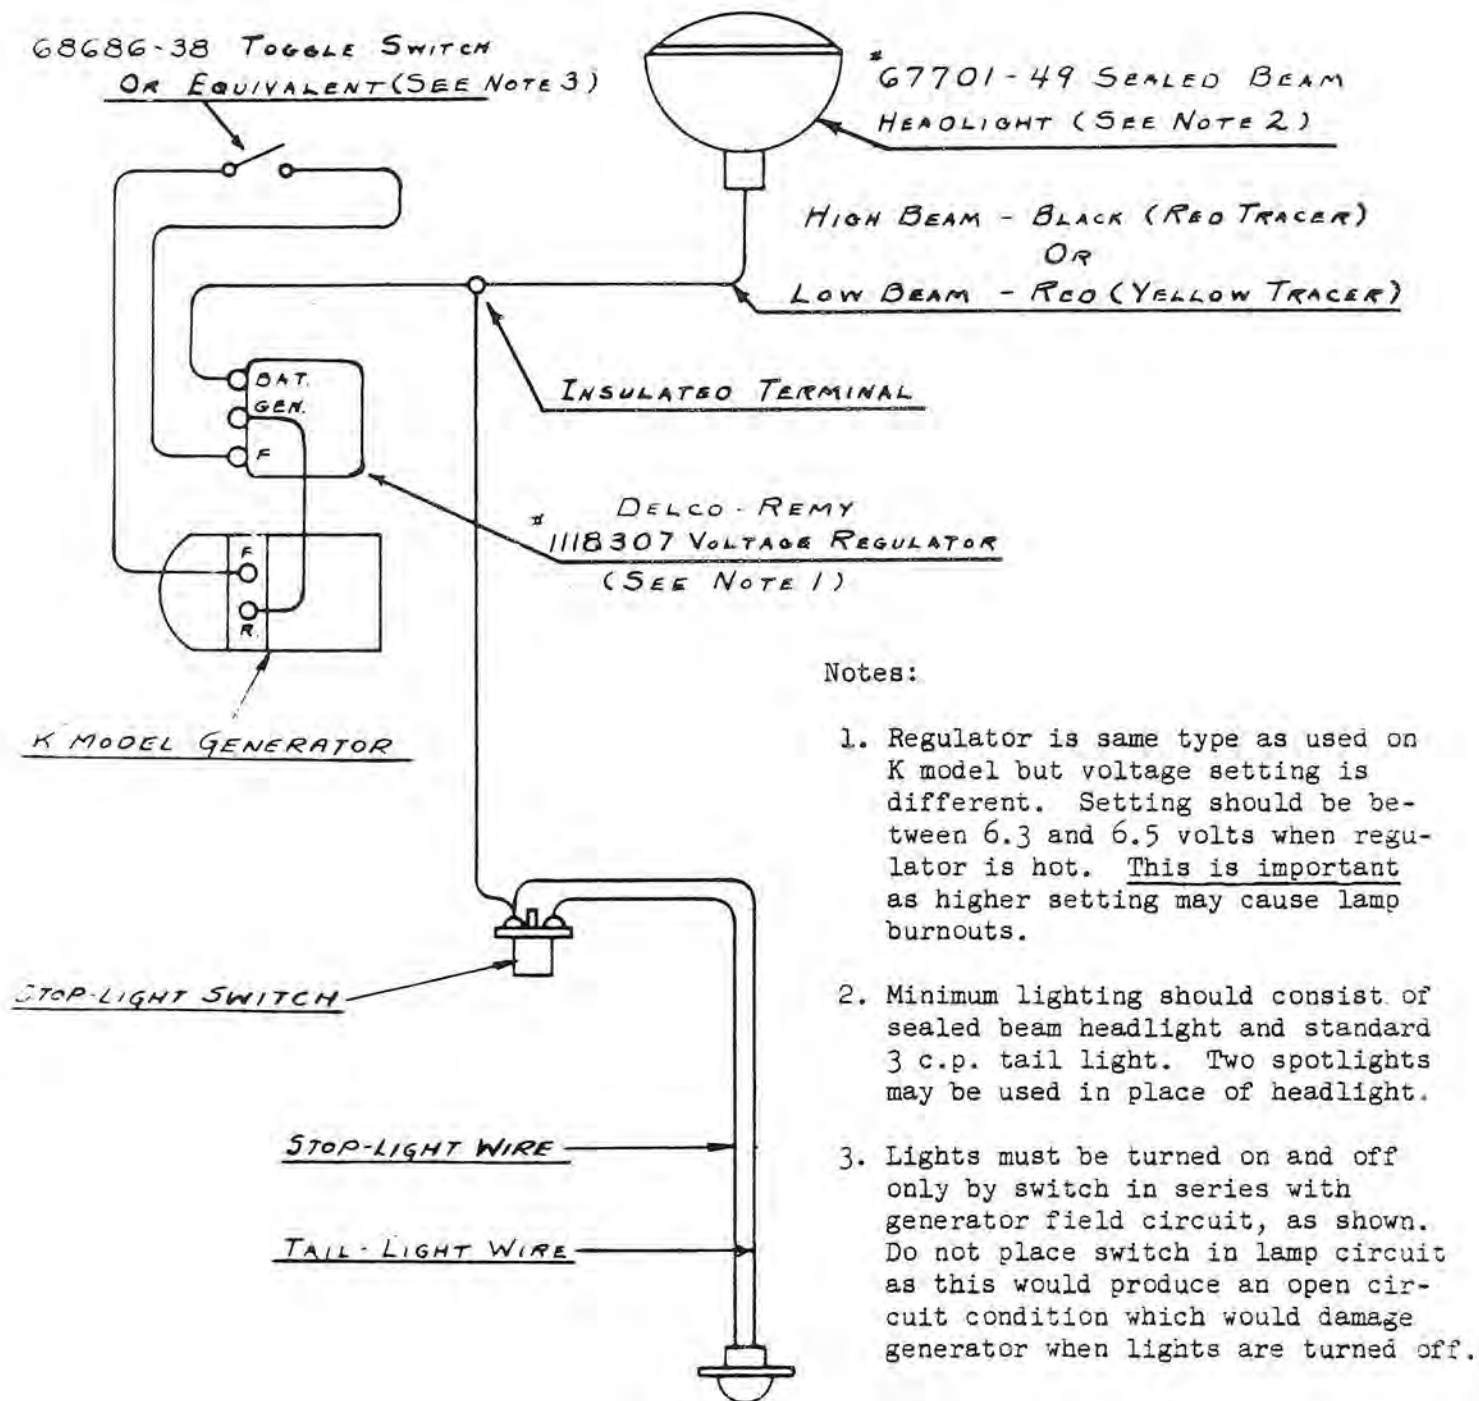 68686-38 TOGGLE SWITCH
OR EQUIVALENT (SEE NOTE 3)
#67701-49 SEALED BEAM
HEADLIGHT (SEE NOTE 2)
HIGH BEAM - BLACK (RED TRACER)
OR
LOW BEAM - RED (YELLOW TRACER)
INSULATED TERMINAL
BAT.
GEN.
F
DELCO-REMY
#1118307 VOLTAGE REGULATOR
(SEE NOTE 1)
F
R.
K MODEL GENERATOR
STOP-LIGHT SWITCH
STOP-LIGHT WIRE
TAIL-LIGHT WIRE
Notes:
1. Regulator is same type as used on
K model but voltage setting is
different. Setting should be be-
tween 6.3 and 6.5 volts when regu-
lator is hot. This is important
as higher setting may cause lamp
burnouts.
2. Minimum lighting should consist of
sealed beam headlight and standard
3 c.p. tail light. Two spotlights
may be used in place of headlight.
3. Lights must be turned on and off
only by switch in series with
generator field circuit, as shown.
Do not place switch in lamp circuit
as this would produce an open cir-
cuit condition which would damage
generator when lights are turned off.